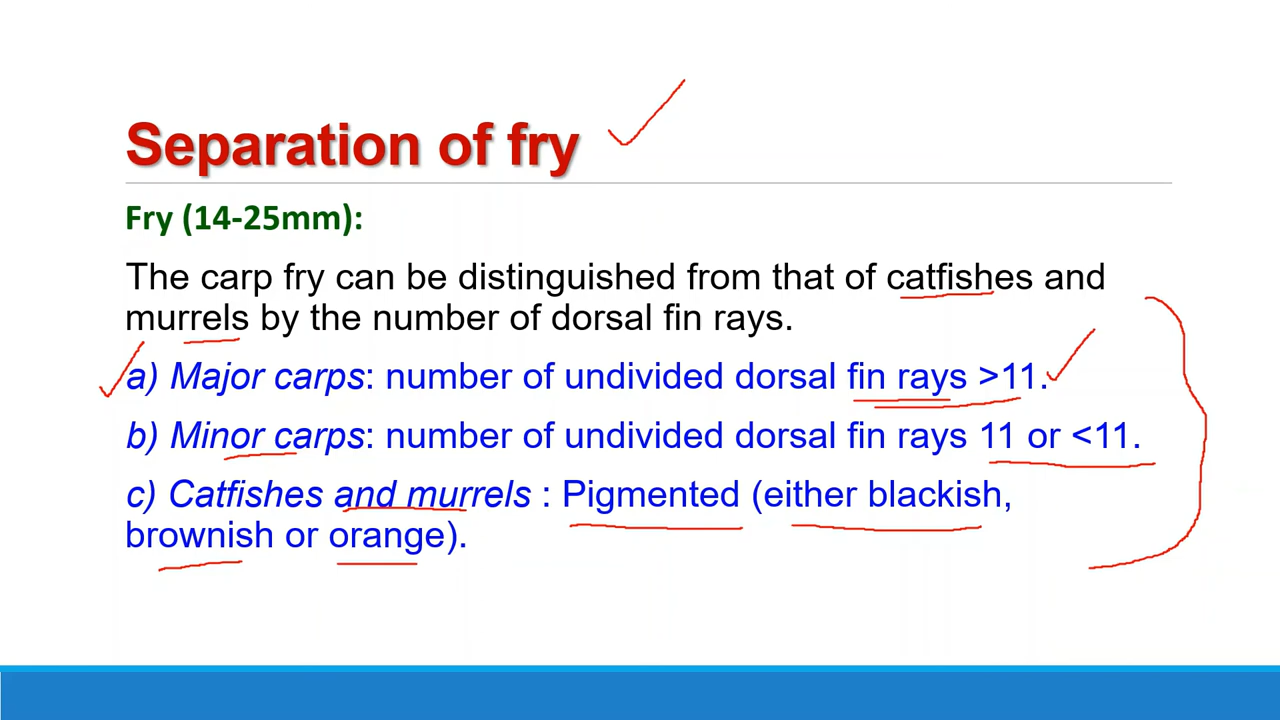 Separation of fry
Fry (14-25mm):
The carp fry can be distinguished from that of catfishes and
murrels by the number of dorsal fin rays.
a) Major carps: number of undivided dorsal fin rays >11.
b) Minor carps: number of undivided dorsal fin rays 11 or <11.
c) Catfishes and murrels : Pigmented (either blackish,
brownish or orange).